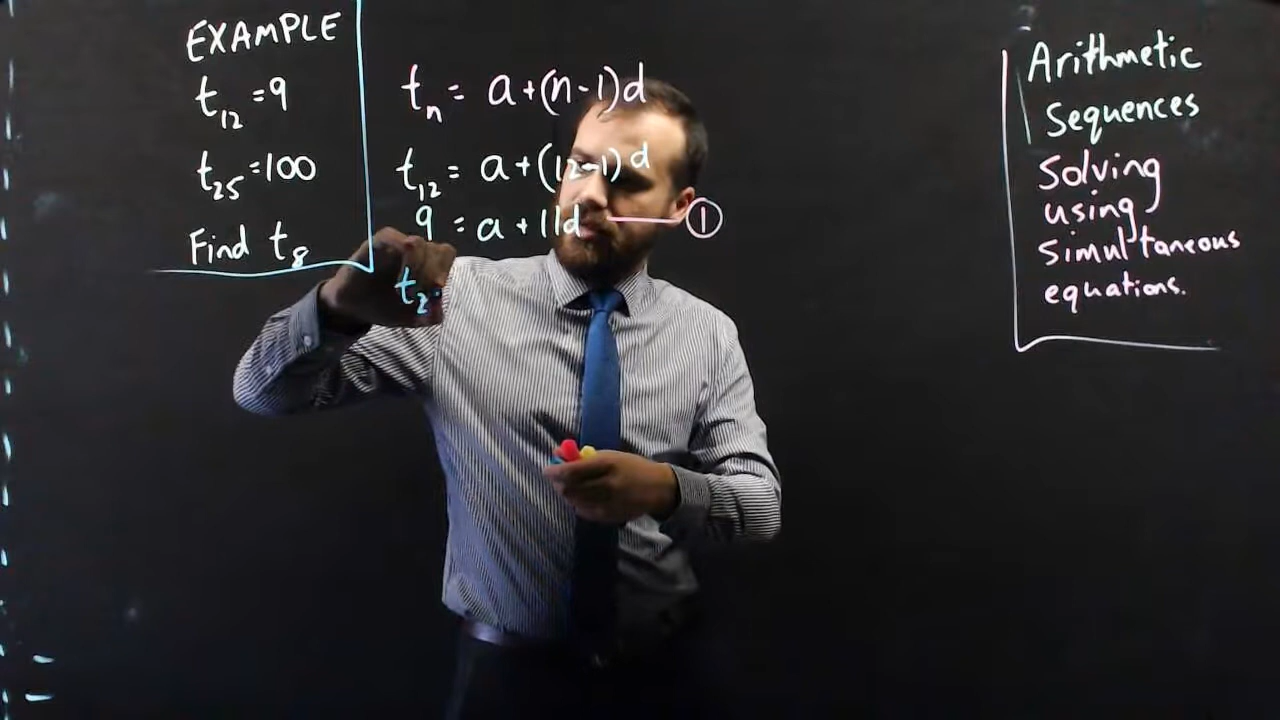 EXAMPLE
t₁₂ = 9
t₂₅ = 100
Find t₈
tₙ = a + (n - 1)d
t₁₂ = a + (12 - 1)d
9 = a + 11d ①
t₂
Arithmetic
Sequences
Solving
using
Simultaneous
equations.